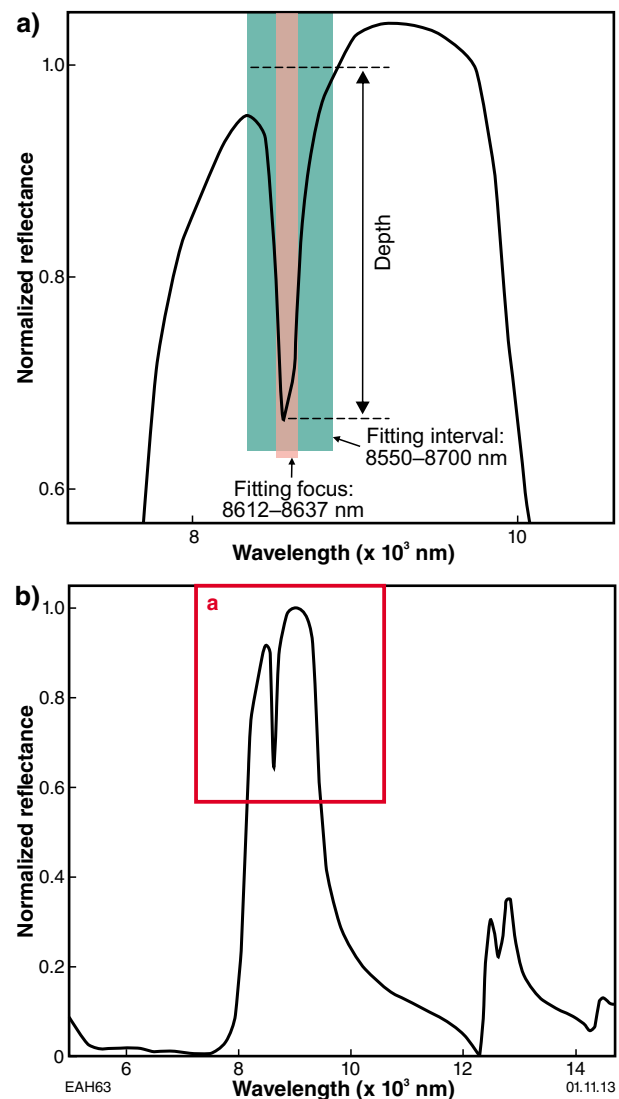 a)
Normalized reflectance
1.0
0.8
0.6
Depth
Fitting interval:
8550–8700 nm
Fitting focus:
8612–8637 nm
8
10
Wavelength (x 10³ nm)
b)
a
Normalized reflectance
1.0
0.8
0.6
0.4
0.2
0
6
8
10
12
14
Wavelength (x 10³ nm)
EAH63
01.11.13